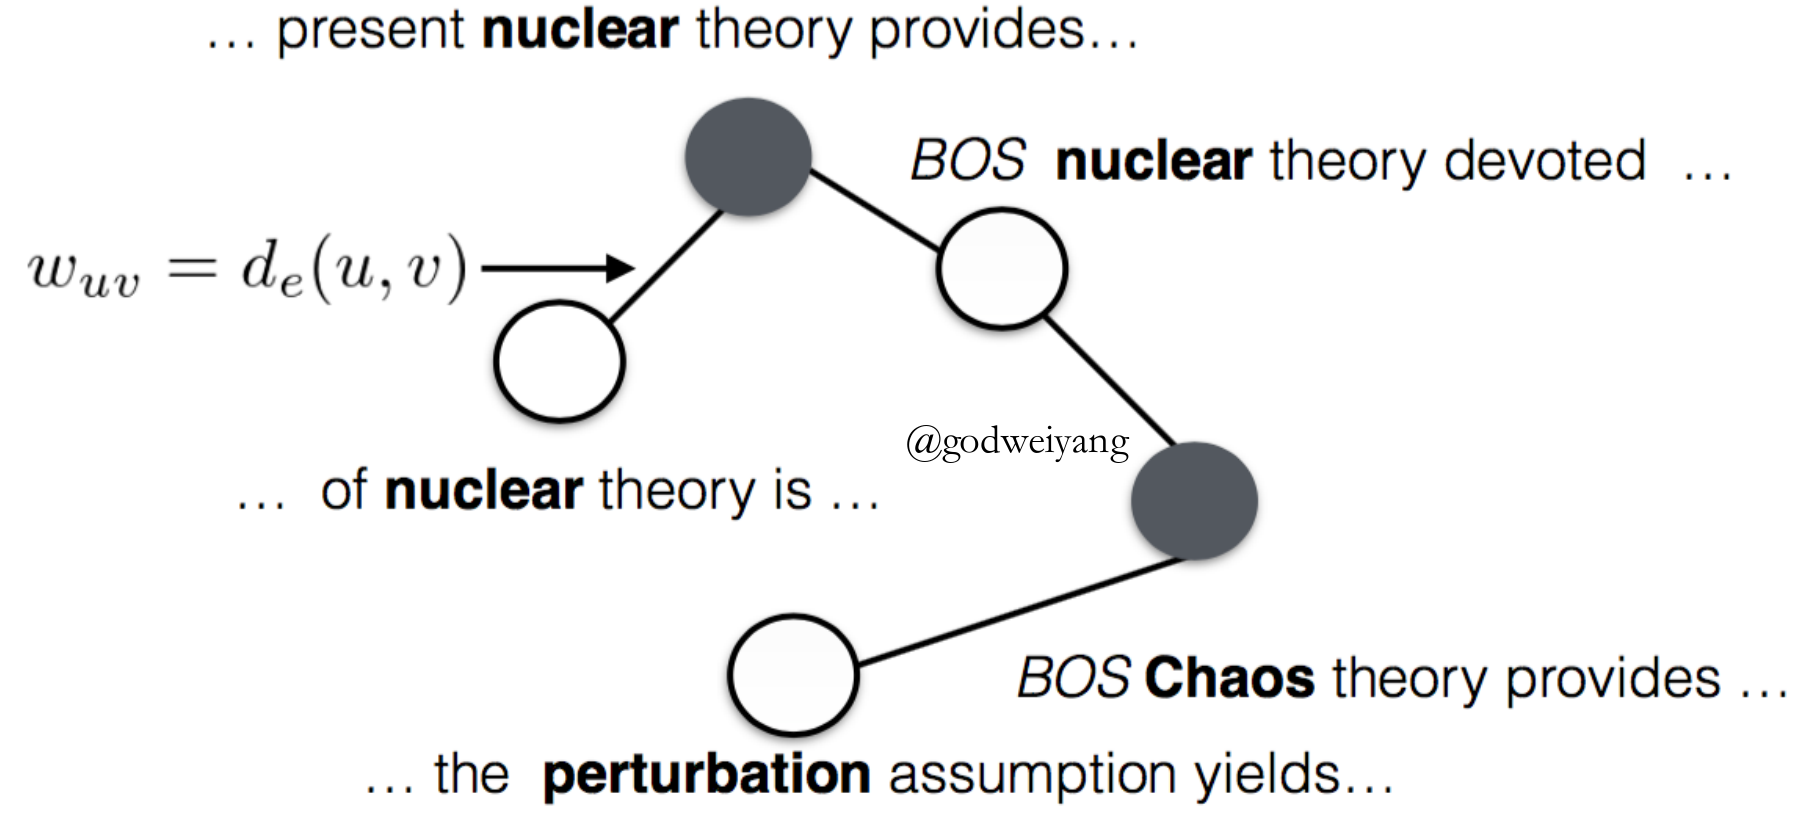 … present nuclear theory provides…
BOS nuclear theory devoted …
w_{uv} = d_e(u, v)
@godweiyang
… of nuclear theory is …
BOS Chaos theory provides …
… the perturbation assumption yields…